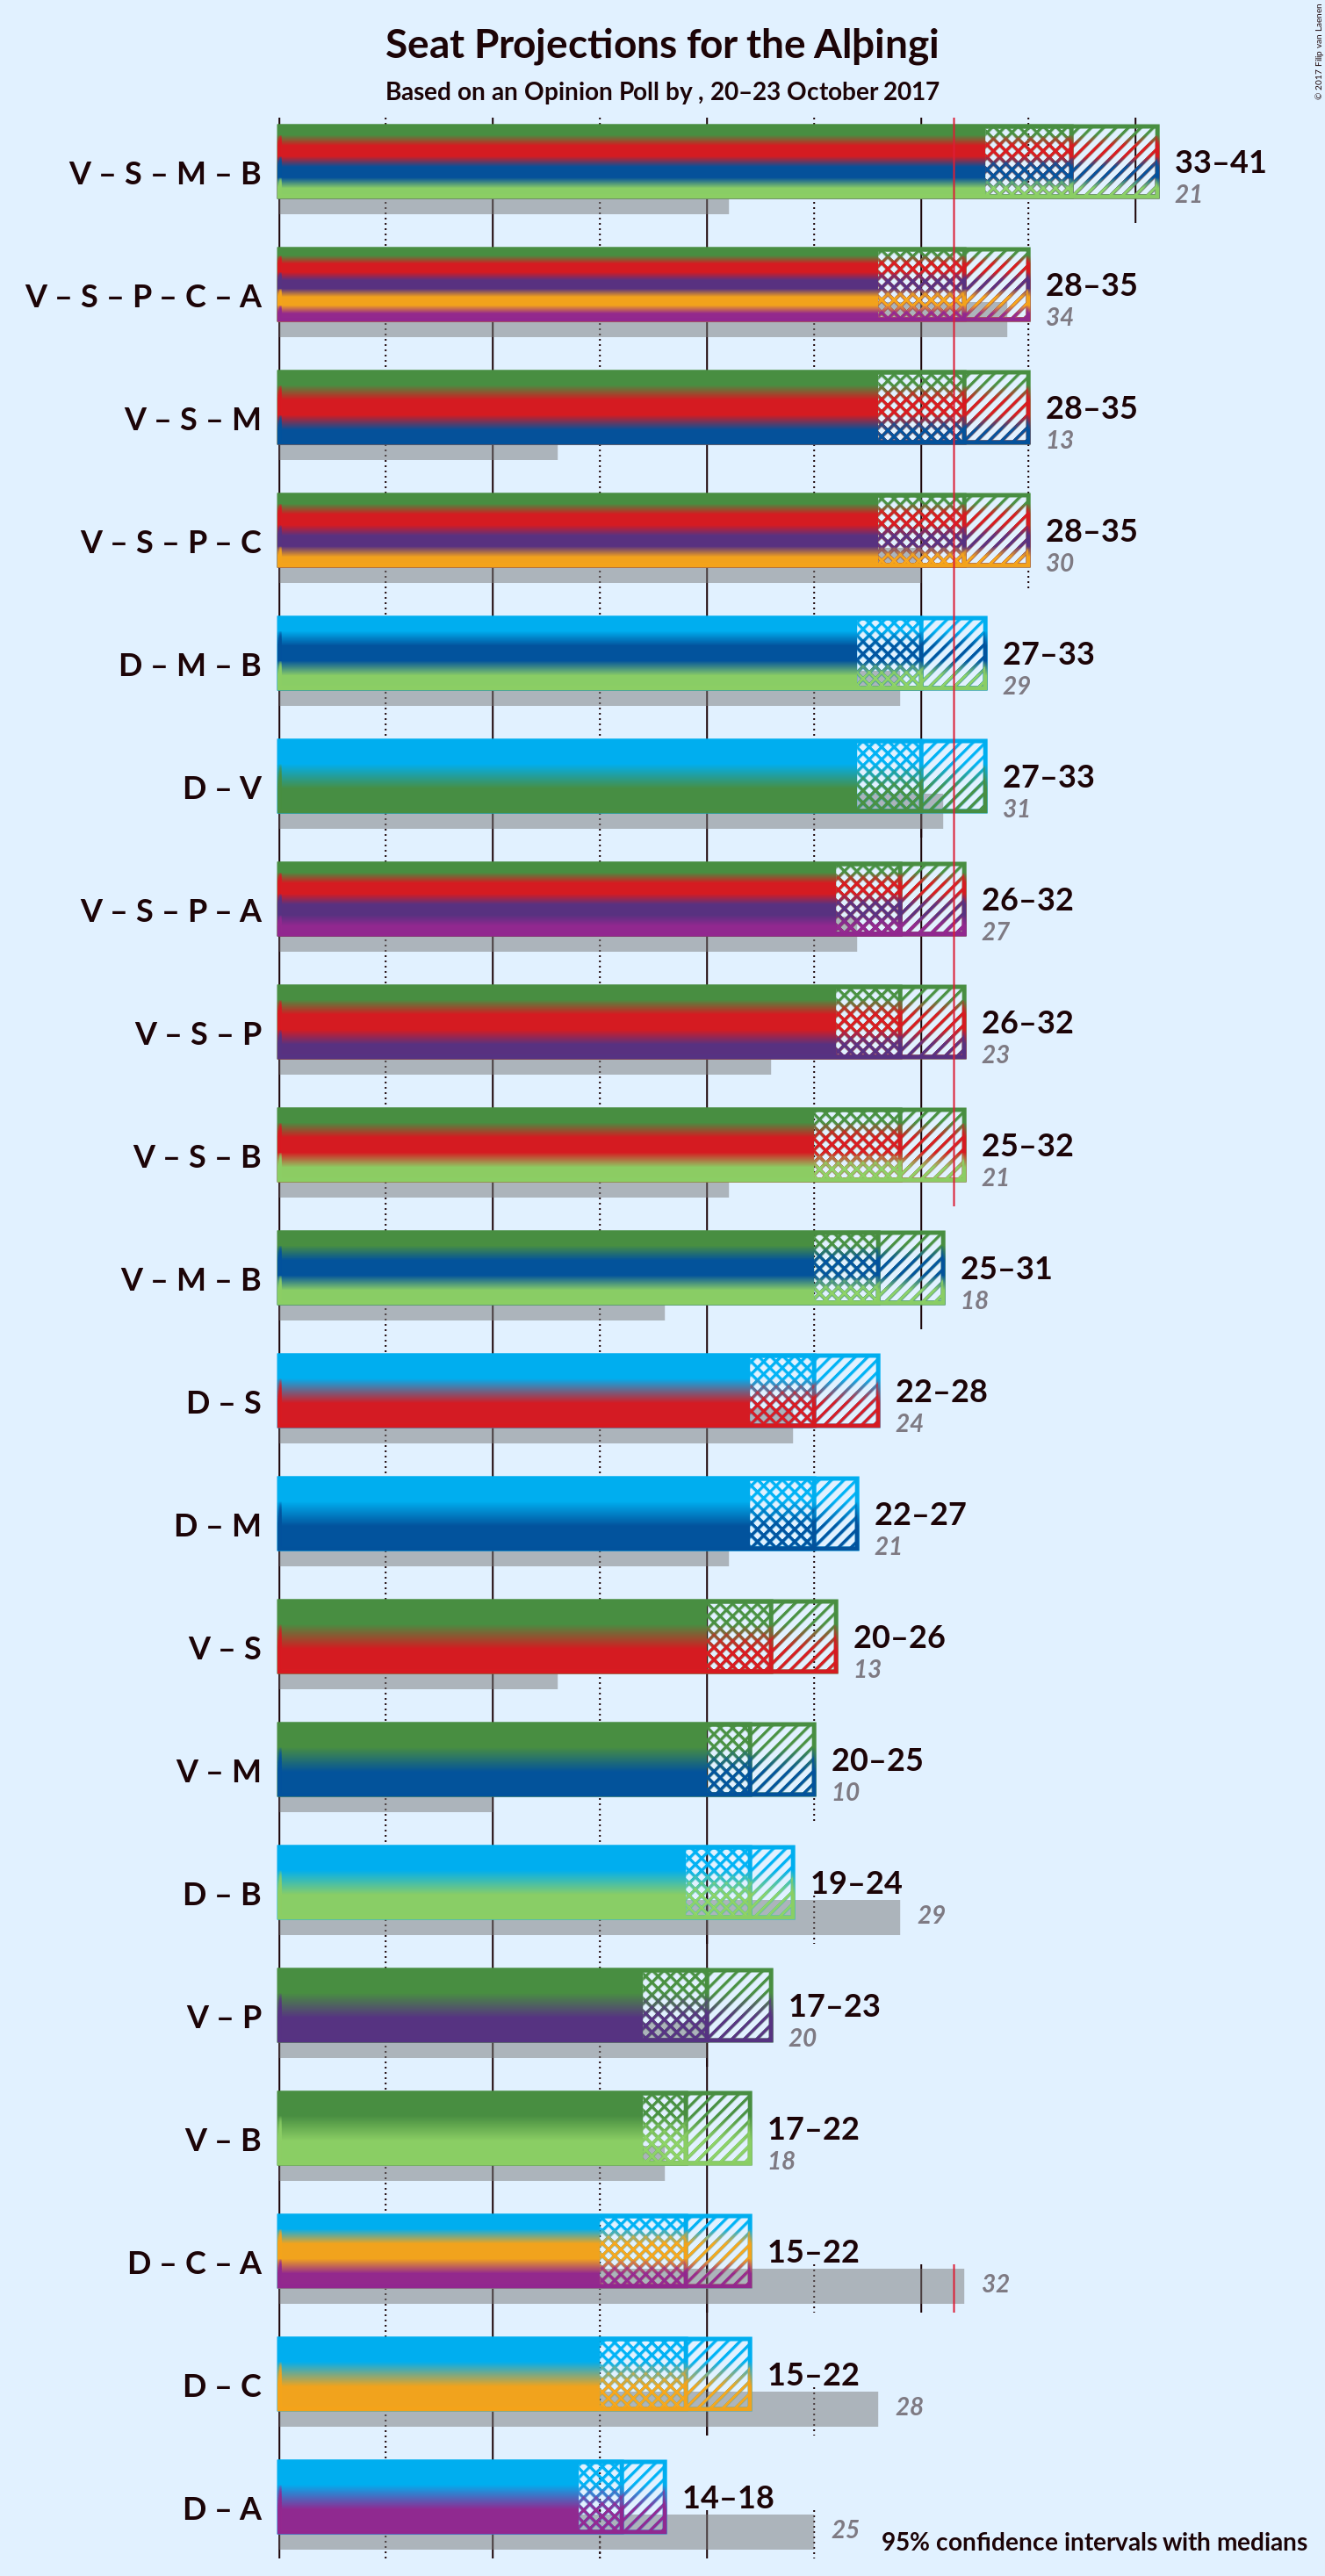 Seat Projections for the Alþingi
Based on an Opinion Poll by , 20–23 October 2017
© 2017 Filip van Laenen
V – S – M – B
33–41
21
V – S – P – C – A
28–35
34
V – S – M
28–35
13
V – S – P – C
28–35
30
D – M – B
27–33
29
D – V
27–33
31
V – S – P – A
26–32
27
V – S – P
26–32
23
V – S – B
25–32
21
V – M – B
25–31
18
D – S
22–28
24
D – M
22–27
21
V – S
20–26
13
V – M
20–25
10
D – B
19–24
29
V – P
17–23
20
V – B
17–22
18
D – C – A
15–22
32
D – C
15–22
28
D – A
14–18
25
95% confidence intervals with medians